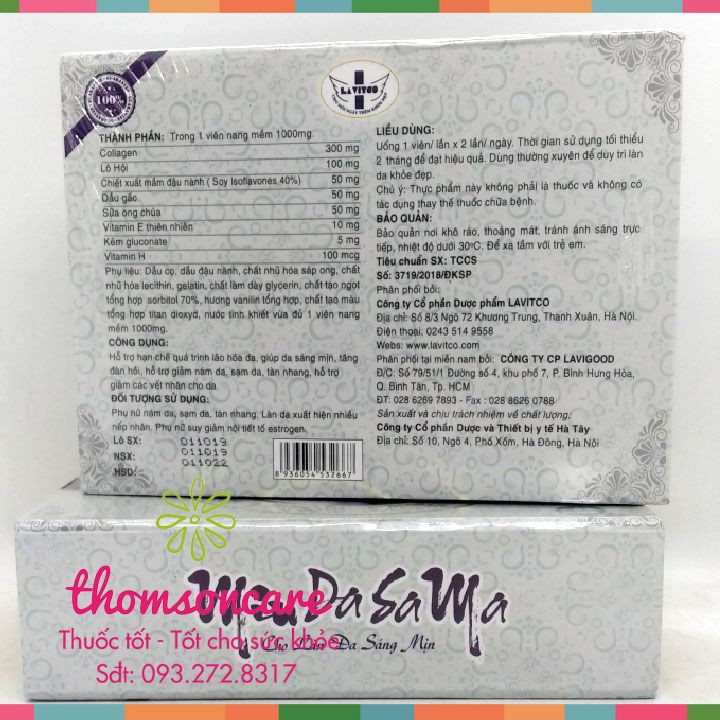 100%
LAVITCO
THÀNH PHẦN: Trong 1 viên nang mềm 1000mg.
Collagen 300 mg
Lô Hội 100 mg
Chiết xuất mầm đậu nành ( Soy Isoflavones 40%) 50 mg
Dầu gấc 50 mg
Sữa ong chúa 50 mg
Vitamin E thiên nhiên 10 mg
Kẽm gluconate 5 mg
Vitamin H 100 mcg
Phụ liệu: Dầu cọ, dầu đậu nành, chất nhũ hóa sáp ong, chất
nhũ hóa lecithin, gelatin, chất làm dày glycerin, chất tạo ngọt
tổng hợp sorbitol 70%, hương vanilin tổng hợp, chất tạo màu
tổng hợp titan dioxyd, nước tinh khiết vừa đủ 1 viên nang
mềm 1000mg.
CÔNG DỤNG:
Hỗ trợ hạn chế quá trình lão hóa da, giúp da sáng mịn, tăng
đàn hồi, hỗ trợ giảm nám da, sạm da, tàn nhang, hỗ trợ
giảm các vết nhăn cho da.
ĐỐI TƯỢNG SỬ DỤNG:
Phụ nữ nám da, sạm da, tàn nhang. Làn da xuất hiện nhiều
nếp nhăn. Phụ nữ suy giảm nội tiết tố estrogen.
Lô SX: 011019
NSX: 011019
HSD: 011022
8 936034 532667
LIỀU DÙNG:
Uống 1 viên/ lần x 2 lần/ ngày. Thời gian sử dụng tối thiểu
2 tháng để đạt hiệu quả. Dùng thường xuyên để duy trì làn
da khỏe đẹp.
Chú ý: Thực phẩm này không phải là thuốc và không có
tác dụng thay thế thuốc chữa bệnh.
BẢO QUẢN:
Bảo quản nơi khô ráo, thoáng mát, tránh ánh sáng trực
tiếp, nhiệt độ dưới 30ºC. Để xa tầm với trẻ em.
Tiêu chuẩn SX: TCCS
Số: 3719/2018/ĐKSP
Phân phối bởi:
Công ty Cổ phần Dược phẩm LAVITCO
Địa chỉ: Số 8/3 Ngõ 72 Khương Trung, Thanh Xuân, Hà Nội.
Điện thoại: 0243 514 9558
Webs: www.lavitco.com
Phân phối tại miền nam bởi: CÔNG TY CP LAVIGOOD
Đ/C: Số 79/51/1 Đường số 4, khu phố 7, P. Bình Hưng Hòa,
Q. Bình Tân, Tp. HCM
ĐT: 028 6269 7893 - Fax : 028 8626 0788
Sản xuất và chịu trách nhiệm về chất lượng:
Công ty Cổ phần Dược và Thiết bị y tế Hà Tây
Địa chỉ: Số 10, Ngõ 4, Phố Xốm, Hà Đông, Hà Nội
Mau Da SaMa
Cho Làn Da Sáng Mịn
thomsoncare
Thuốc tốt - Tốt cho sức khỏe
Sđt: 093.272.8317